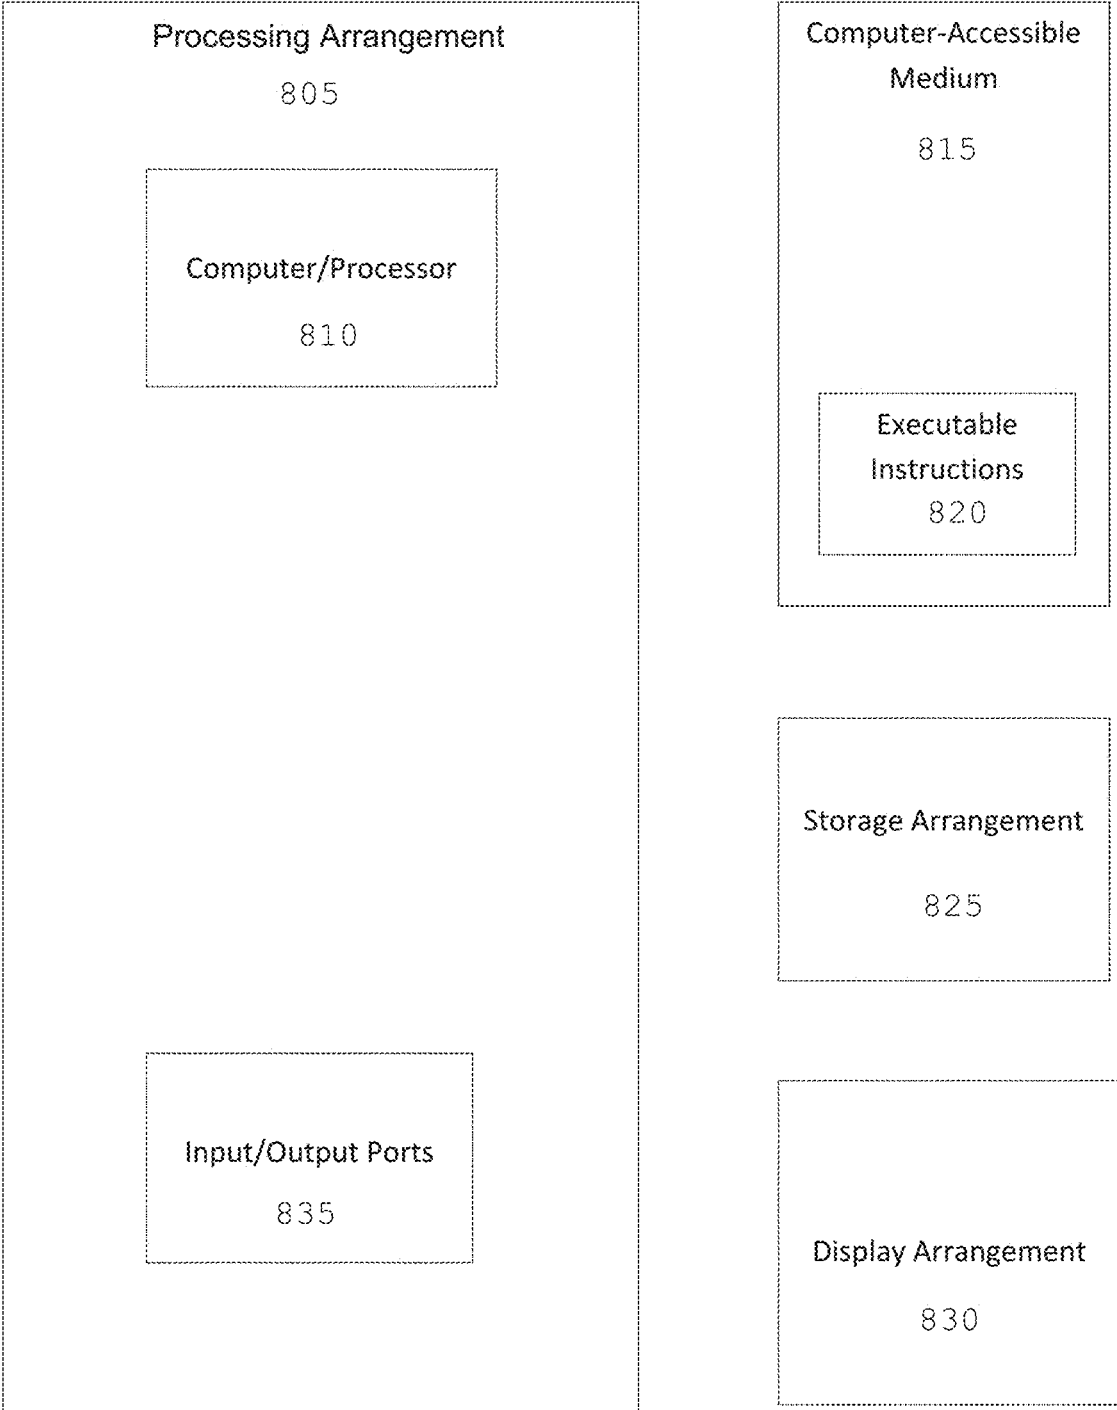 Processing Arrangement
805
Computer/Processor
810
Input/Output Ports
835
Computer-Accessible
Medium
815
Executable
Instructions
820
Storage Arrangement
825
Display Arrangement
830